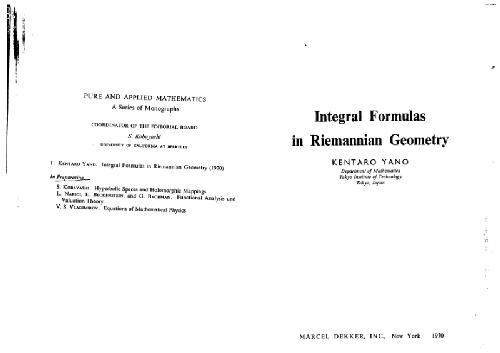 PURE AND APPLIED MATHEMATICS
A Series of Monographs
COORDINATOR OF THE EDITORIAL BOARD
S. Kobayashi
UNIVERSITY OF CALIFORNIA AT BERKELEY
1. KENTARO YANO. Integral Formulas in Riemannian Geometry (1970)
In Preparation:
S. KOBAYASHI. Hyperbolic Spaces and Holomorphic Mappings
L. NARICI, E. BECKENSTEIN, and G. BACHMAN. Functional Analysis and
Valuation Theory
V. S. VLADIMIROV. Equations of Mathematical Physics
Integral Formulas
in Riemannian Geometry
KENTARO YANO
Department of Mathematics
Tokyo Institute of Technology
Tokyo, Japan
MARCEL DEKKER, INC., New York 1970